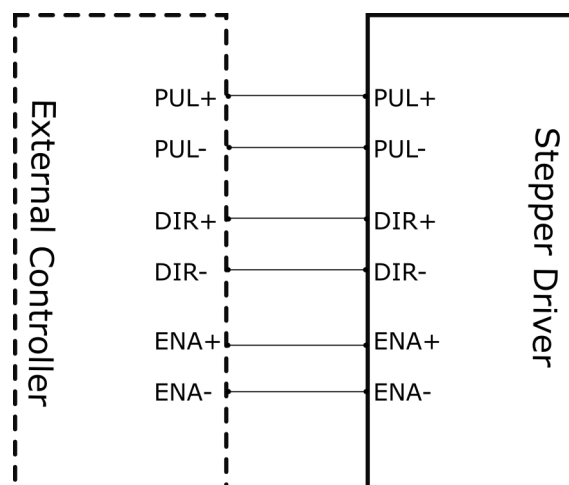 External Controller
PUL+
PUL-
DIR+
DIR-
ENA+
ENA-
PUL+
PUL-
DIR+
DIR-
ENA+
ENA-
Stepper Driver